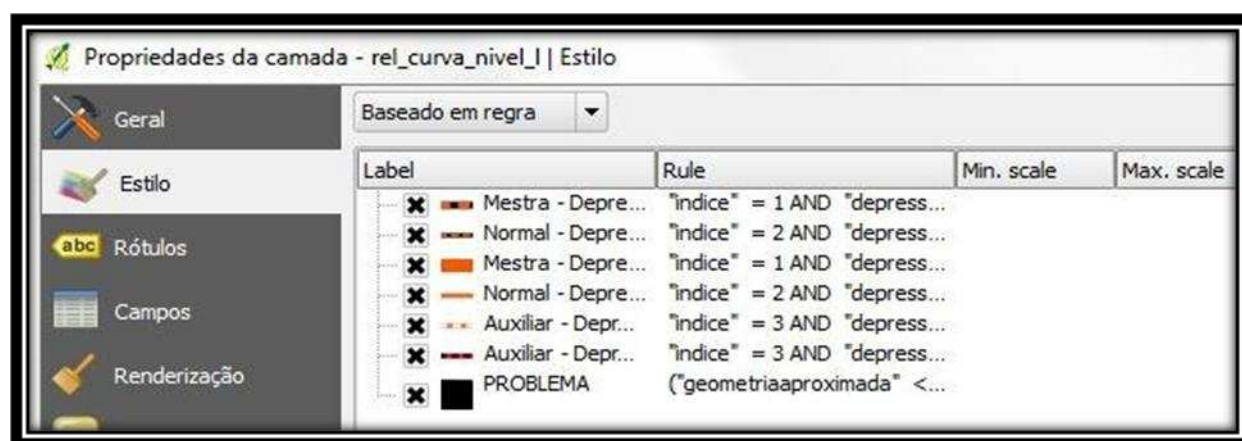 Propriedades da camada - rel_curva_nivel_l | Estilo
Geral
Estilo
abc Rótulos
Campos
Renderização
Baseado em regra
Label Rule Min. scale Max. scale
Mestra - Depre... "indice" = 1 AND "depress...
Normal - Depre... "indice" = 2 AND "depress...
Mestra - Depre... "indice" = 1 AND "depress...
Normal - Depre... "indice" = 2 AND "depress...
Auxiliar - Depr... "indice" = 3 AND "depress...
Auxiliar - Depr... "indice" = 3 AND "depress...
PROBLEMA ("geometriaaproximada" <...